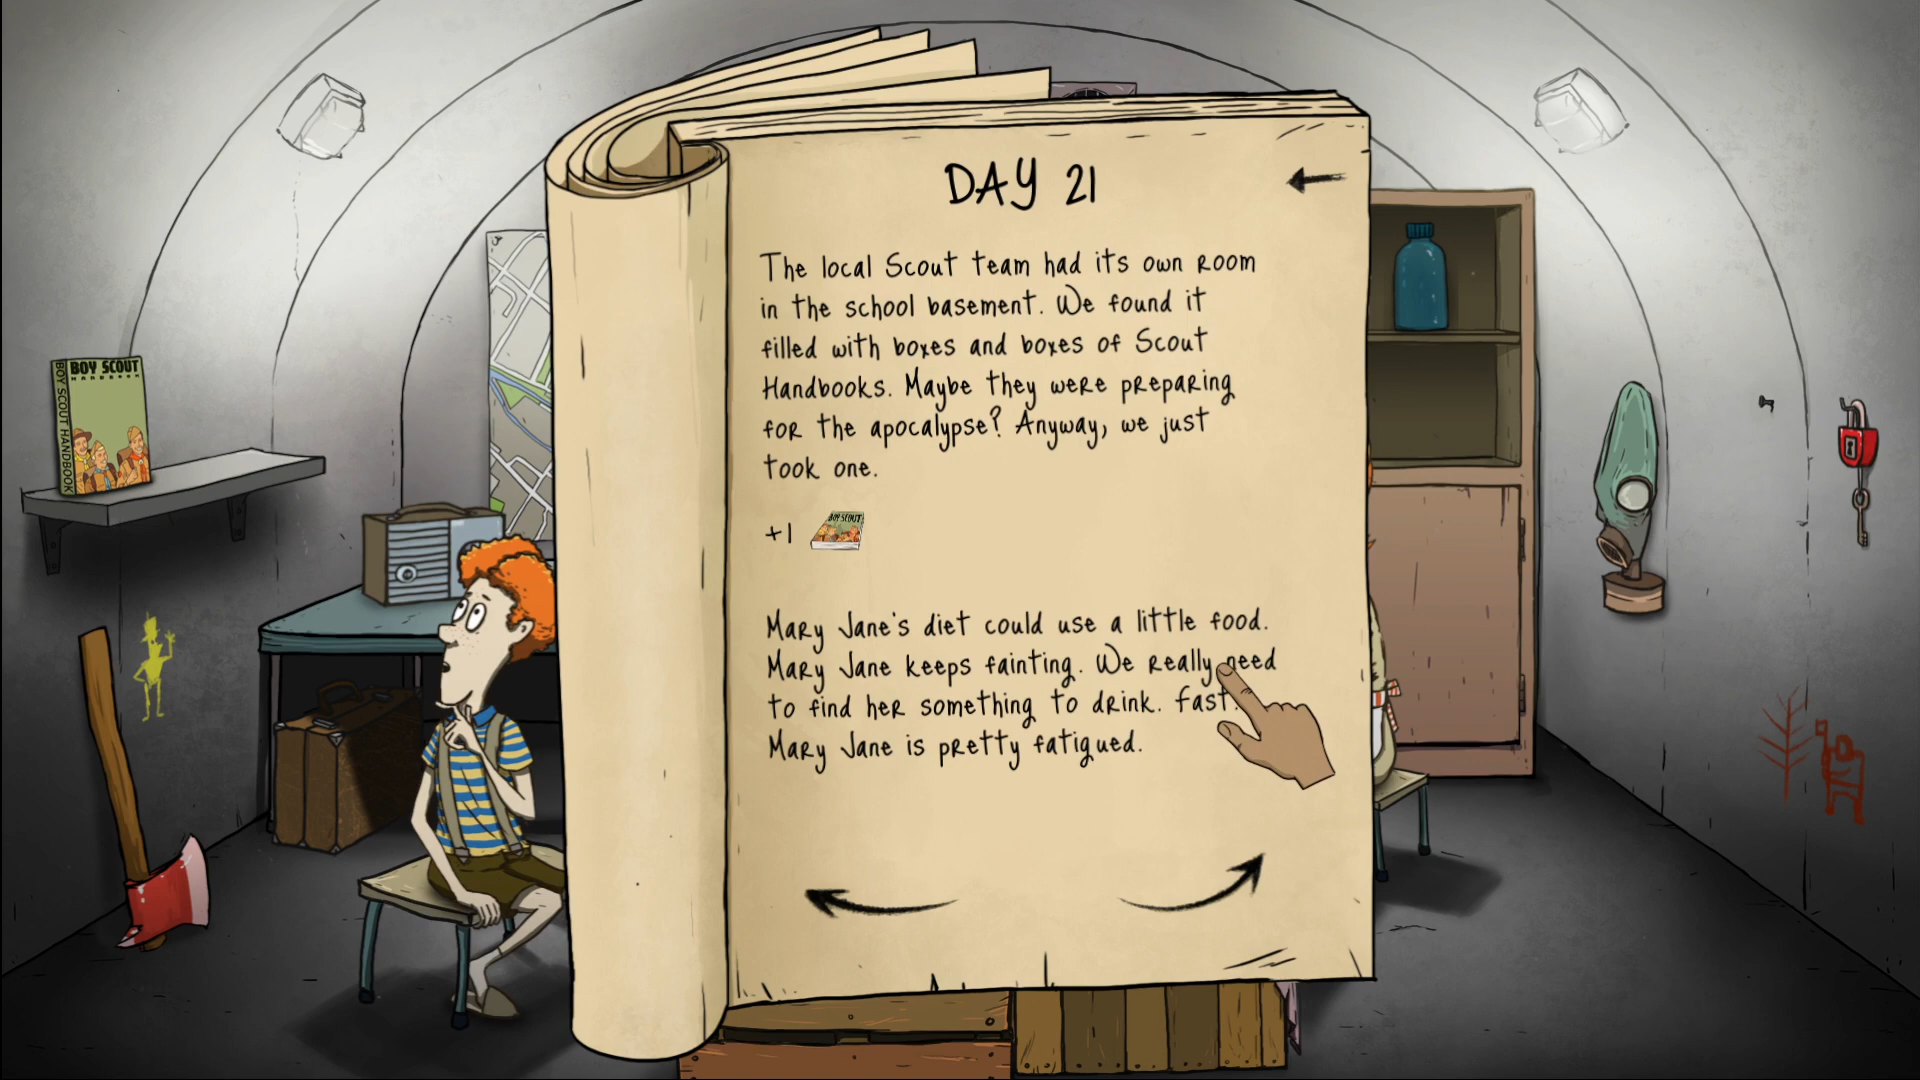 DAY 21
The local Scout team had its own room
in the school basement. We found it
filled with boxes and boxes of Scout
Handbooks. Maybe they were preparing
for the apocalypse? Anyway, we just
took one.
+1
BOY SCOUT
Mary Jane's diet could use a little food.
Mary Jane keeps fainting. We really need
to find her something to drink. Fast.
Mary Jane is pretty fatigued.
BOY SCOUT
HANDBOOK
BOY SCOUT HANDBOOK